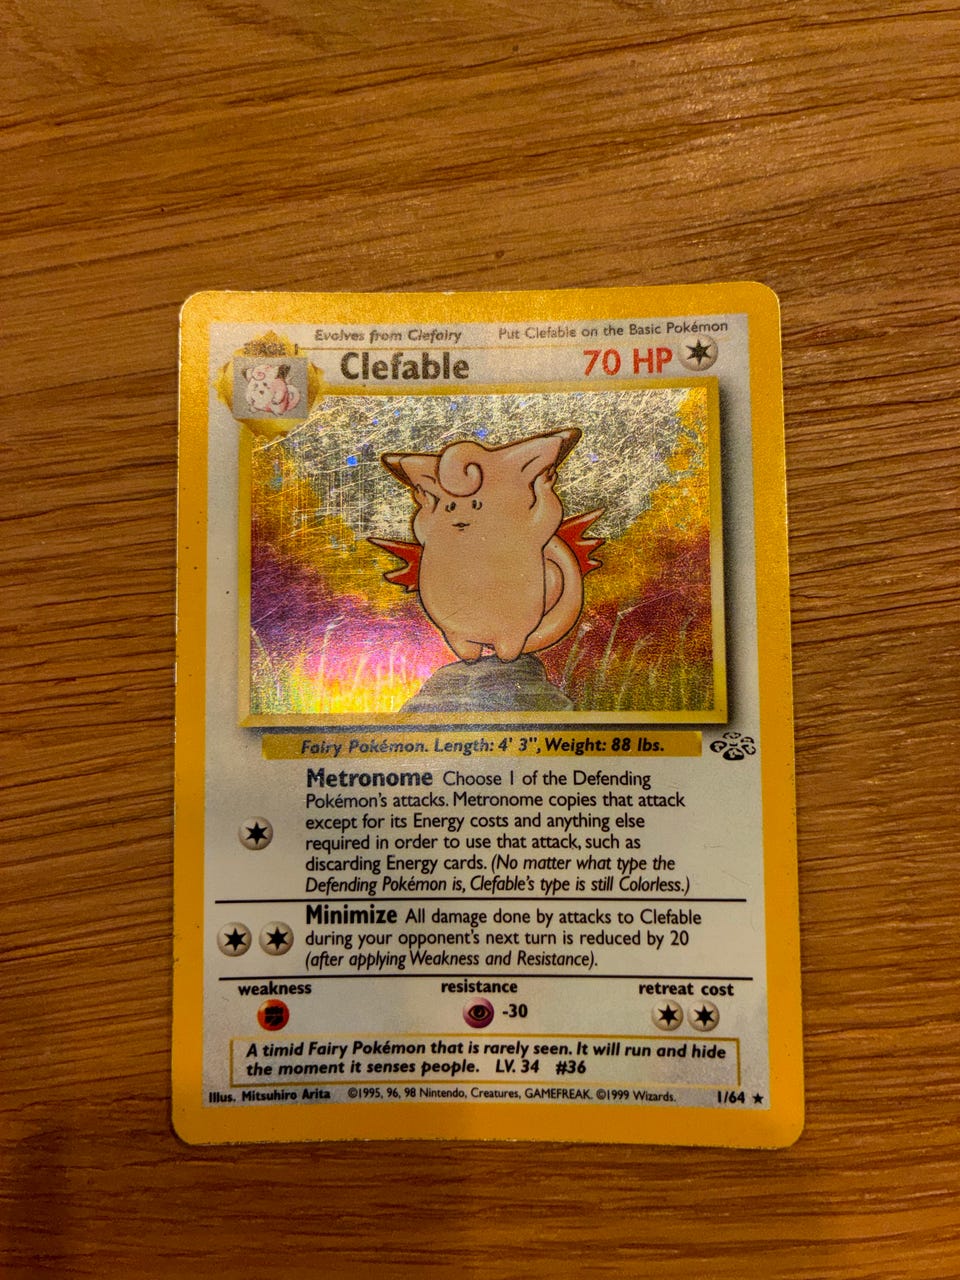 Evolves from Clefairy Put Clefable on the Basic Pokémon
STAGE 1
Clefable 70 HP
Fairy Pokémon. Length: 4' 3", Weight: 88 lbs.
Metronome Choose 1 of the Defending
Pokémon's attacks. Metronome copies that attack
except for its Energy costs and anything else
required in order to use that attack, such as
discarding Energy cards. (No matter what type the
Defending Pokémon is, Clefable's type is still Colorless.)
Minimize All damage done by attacks to Clefable
during your opponent's next turn is reduced by 20
(after applying Weakness and Resistance).
weakness resistance retreat cost
-30
A timid Fairy Pokémon that is rarely seen. It will run and hide
the moment it senses people. LV. 34 #36
Illus. Mitsuhiro Arita ©1995, 96, 98 Nintendo, Creatures, GAMEFREAK. ©1999 Wizards. 1/64 ★